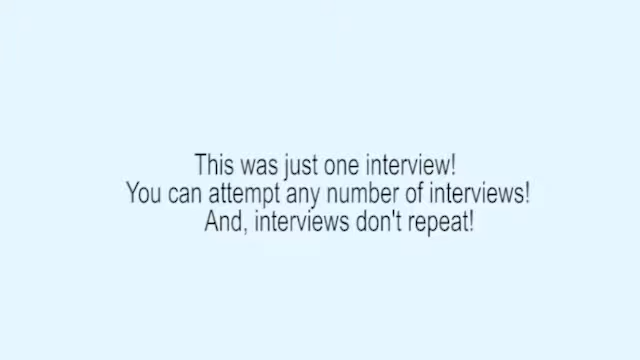 This was just one interview!
You can attempt any number of interviews!
And, interviews don't repeat!